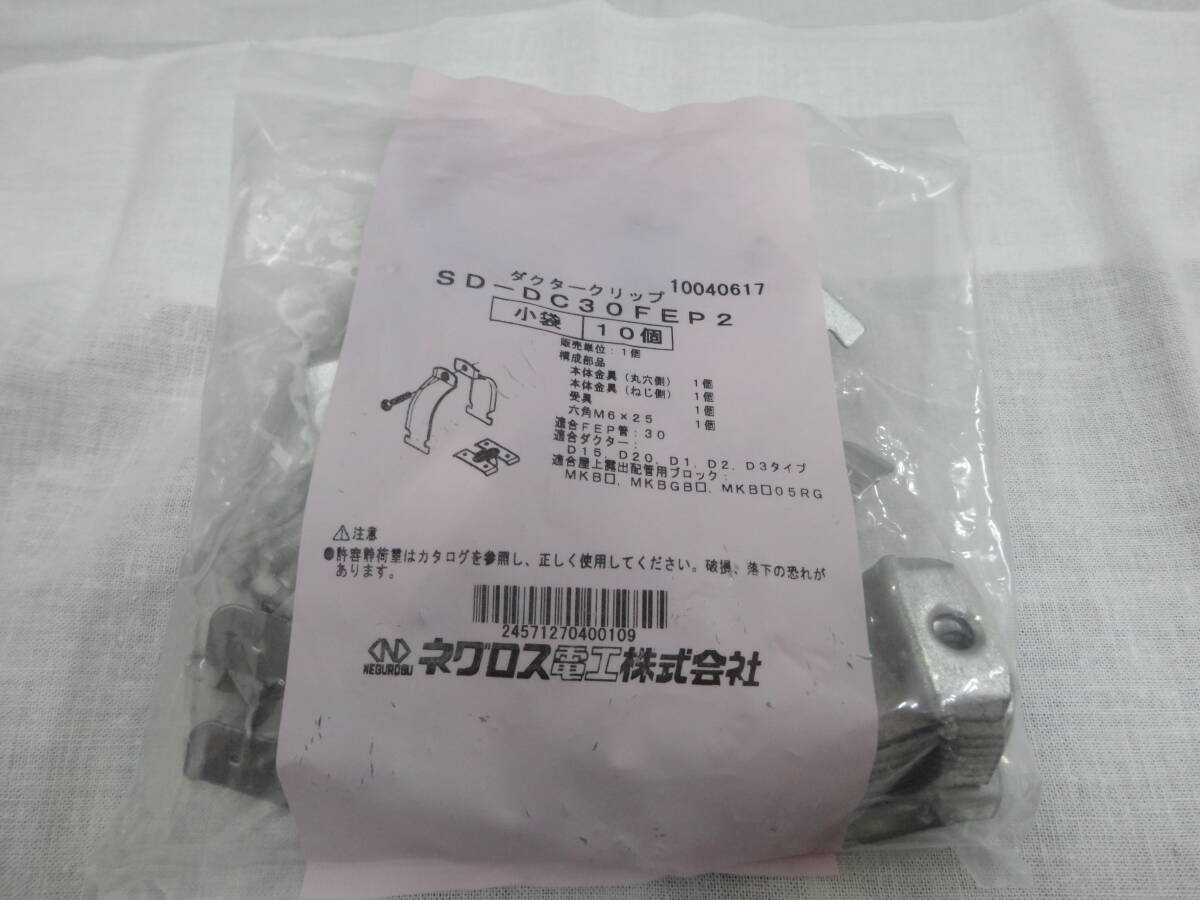 ダクタークリップ 10040617
SD-DC30FEP2
小袋 10個
販売単位：1個
構成部品
本体金具（丸穴側） 1個
本体金具（ねじ側） 1個
受具 1個
六角M6×25 1個
適合FEP管：30
適合ダクター：
D15, D20, D1, D2, D3タイプ
適合屋上露出配管用ブロック：
MKB□, MKBGB□, MKB□05RG
⚠注意
●許容静荷重はカタログを参照し、正しく使用してください。破損、落下の恐れが
あります。
24571270400109
N NEGUROSU ネグロス電工株式会社